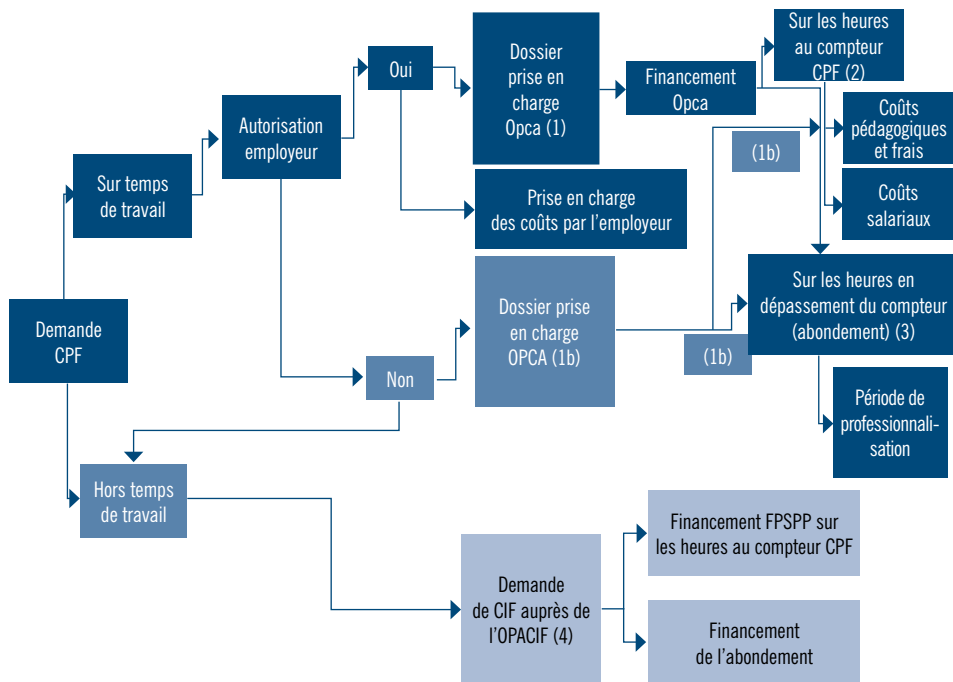 Demande
CPF
Sur temps
de travail
Autorisation
employeur
Oui
Dossier
prise en
charge
Opca (1)
Financement
Opca
Sur les heures
au compteur
CPF (2)
Coûts
pédagogiques
et frais
(1b)
Coûts
salariaux
Prise en charge
des coûts par l’employeur
Sur les heures en
dépassement du compteur
(abondement) (3)
Dossier prise
en charge
OPCA (1b)
(1b)
Non
Période de
professionnali-
sation
Hors temps
de travail
Demande
de CIF auprès de
l’OPACIF (4)
Financement FPSPP sur
les heures au compteur CPF
Financement
de l’abondement